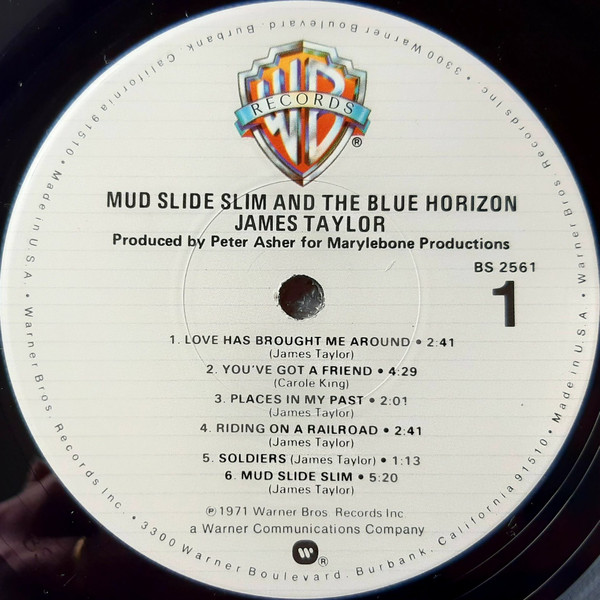 WB
RECORDS
®
MUD SLIDE SLIM AND THE BLUE HORIZON
JAMES TAYLOR
Produced by Peter Asher for Marylebone Productions
BS 2561
1
1. LOVE HAS BROUGHT ME AROUND • 2:41
(James Taylor)
2. YOU'VE GOT A FRIEND • 4:29
(Carole King)
3. PLACES IN MY PAST • 2:01
(James Taylor)
4. RIDING ON A RAILROAD • 2:41
(James Taylor)
5. SOLDIERS (James Taylor) • 1:13
6. MUD SLIDE SLIM • 5:20
(James Taylor)
℗ 1971 Warner Bros. Records Inc.
a Warner Communications Company
®
Warner Bros. Records Inc. • 3300 Warner Boulevard, Burbank, California 91510 • Made in U.S.A. •
Warner Bros. Records Inc. • 3300 Warner Boulevard, Burbank, California 91510 • Made in U.S.A. •